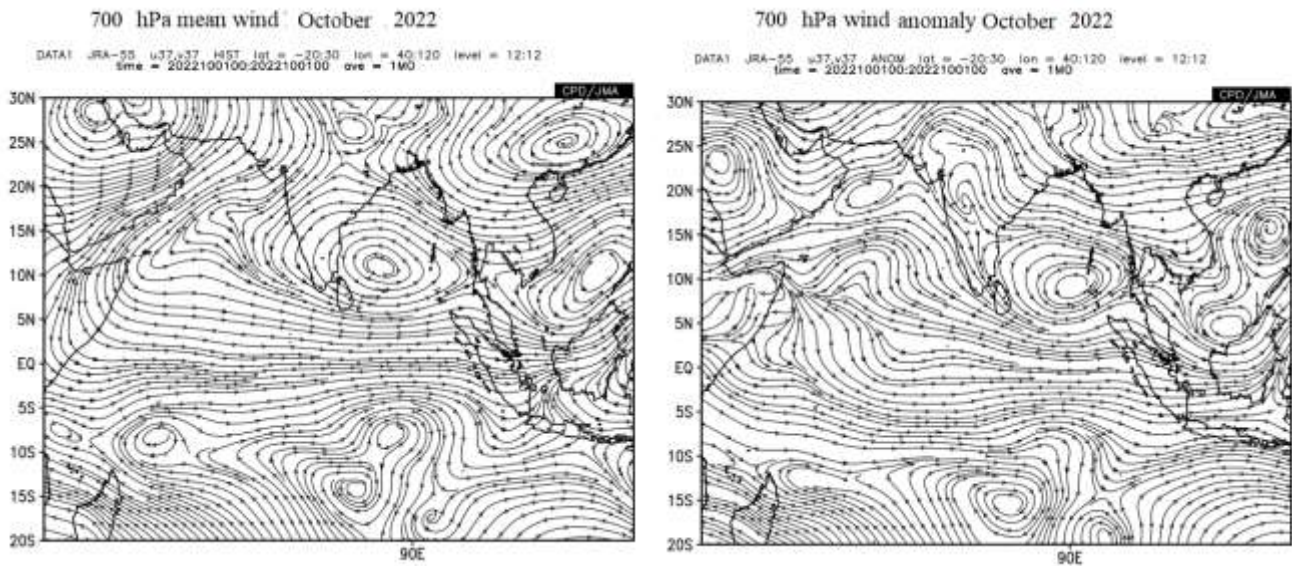 700 hPa mean wind October 2022
DATA1 JRA-55 u37,v37 HIST lat = -20:30 lon = 40:120 level = 12:12
time = 2022100100:2022100100 ave = 1MO
CPD/JMA
30N
25N
20N
15N
10N
5N
EQ
5S
10S
15S
20S
90E
700 hPa wind anomaly October 2022
DATA1 JRA-55 u37,v37 ANOM lat = -20:30 lon = 40:120 level = 12:12
time = 2022100100:2022100100 ave = 1MO
CPD/JMA
30N
25N
20N
15N
10N
5N
EQ
5S
10S
15S
20S
90E